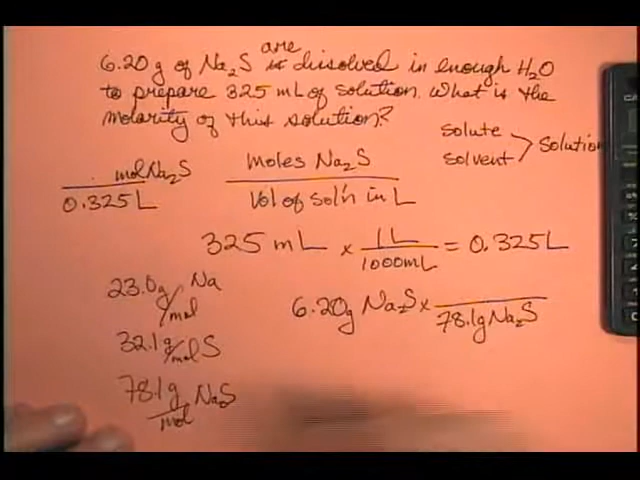 6.20 g of Na2S are is dissolved in enough H2O
to prepare 325 mL of solution. What is the
molarity of this solution?
solute
solvent > solution
mol Na2S
0.325 L
moles Na2S
Vol of sol'n in L
325 mL x 1 L / 1000 mL = 0.325 L
23.0 g/mol Na
32.1 g/mol S
78.1 g/mol Na2S
6.20 g Na2S x / 78.1 g Na2S